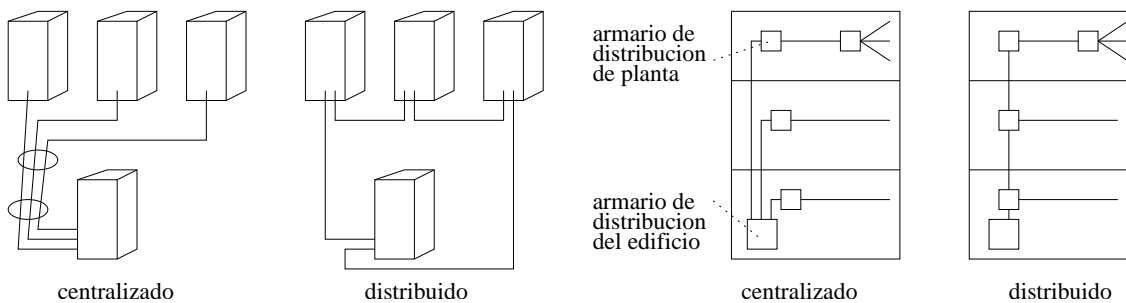 armario de
distribucion
de planta
armario de
distribucion
del edificio
centralizado
distribuido
centralizado
distribuido